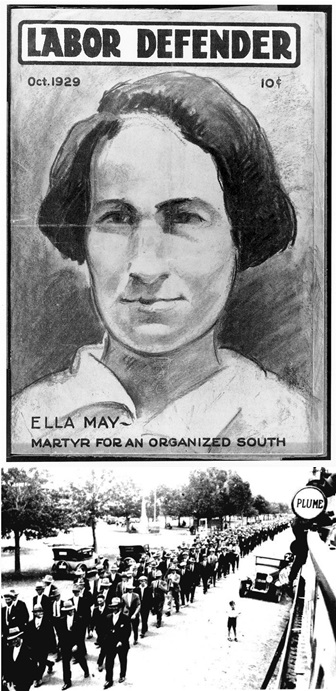 LABOR DEFENDER
Oct. 1929 10¢
ELLA MAY~
MARTYR FOR AN ORGANIZED SOUTH
PLUME